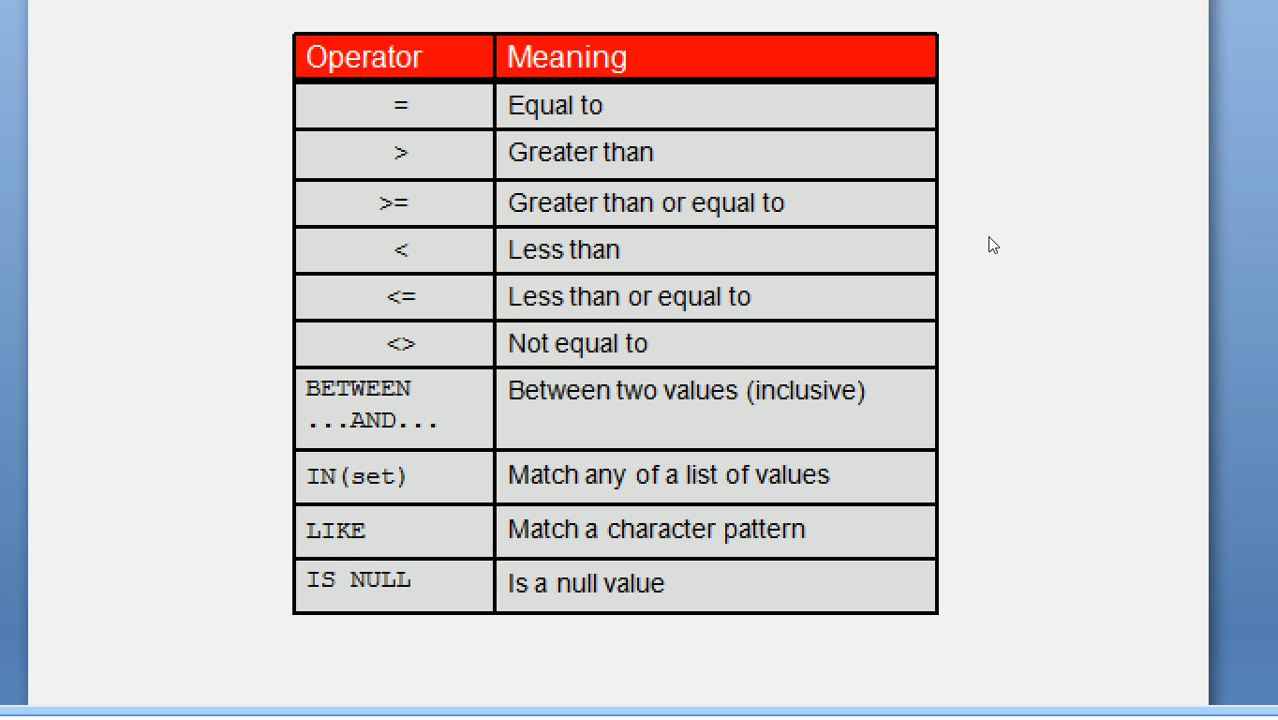 Operator Meaning
= Equal to
> Greater than
>= Greater than or equal to
< Less than
<= Less than or equal to
<> Not equal to
BETWEEN Between two values (inclusive)
...AND...
IN(set) Match any of a list of values
LIKE Match a character pattern
IS NULL Is a null value